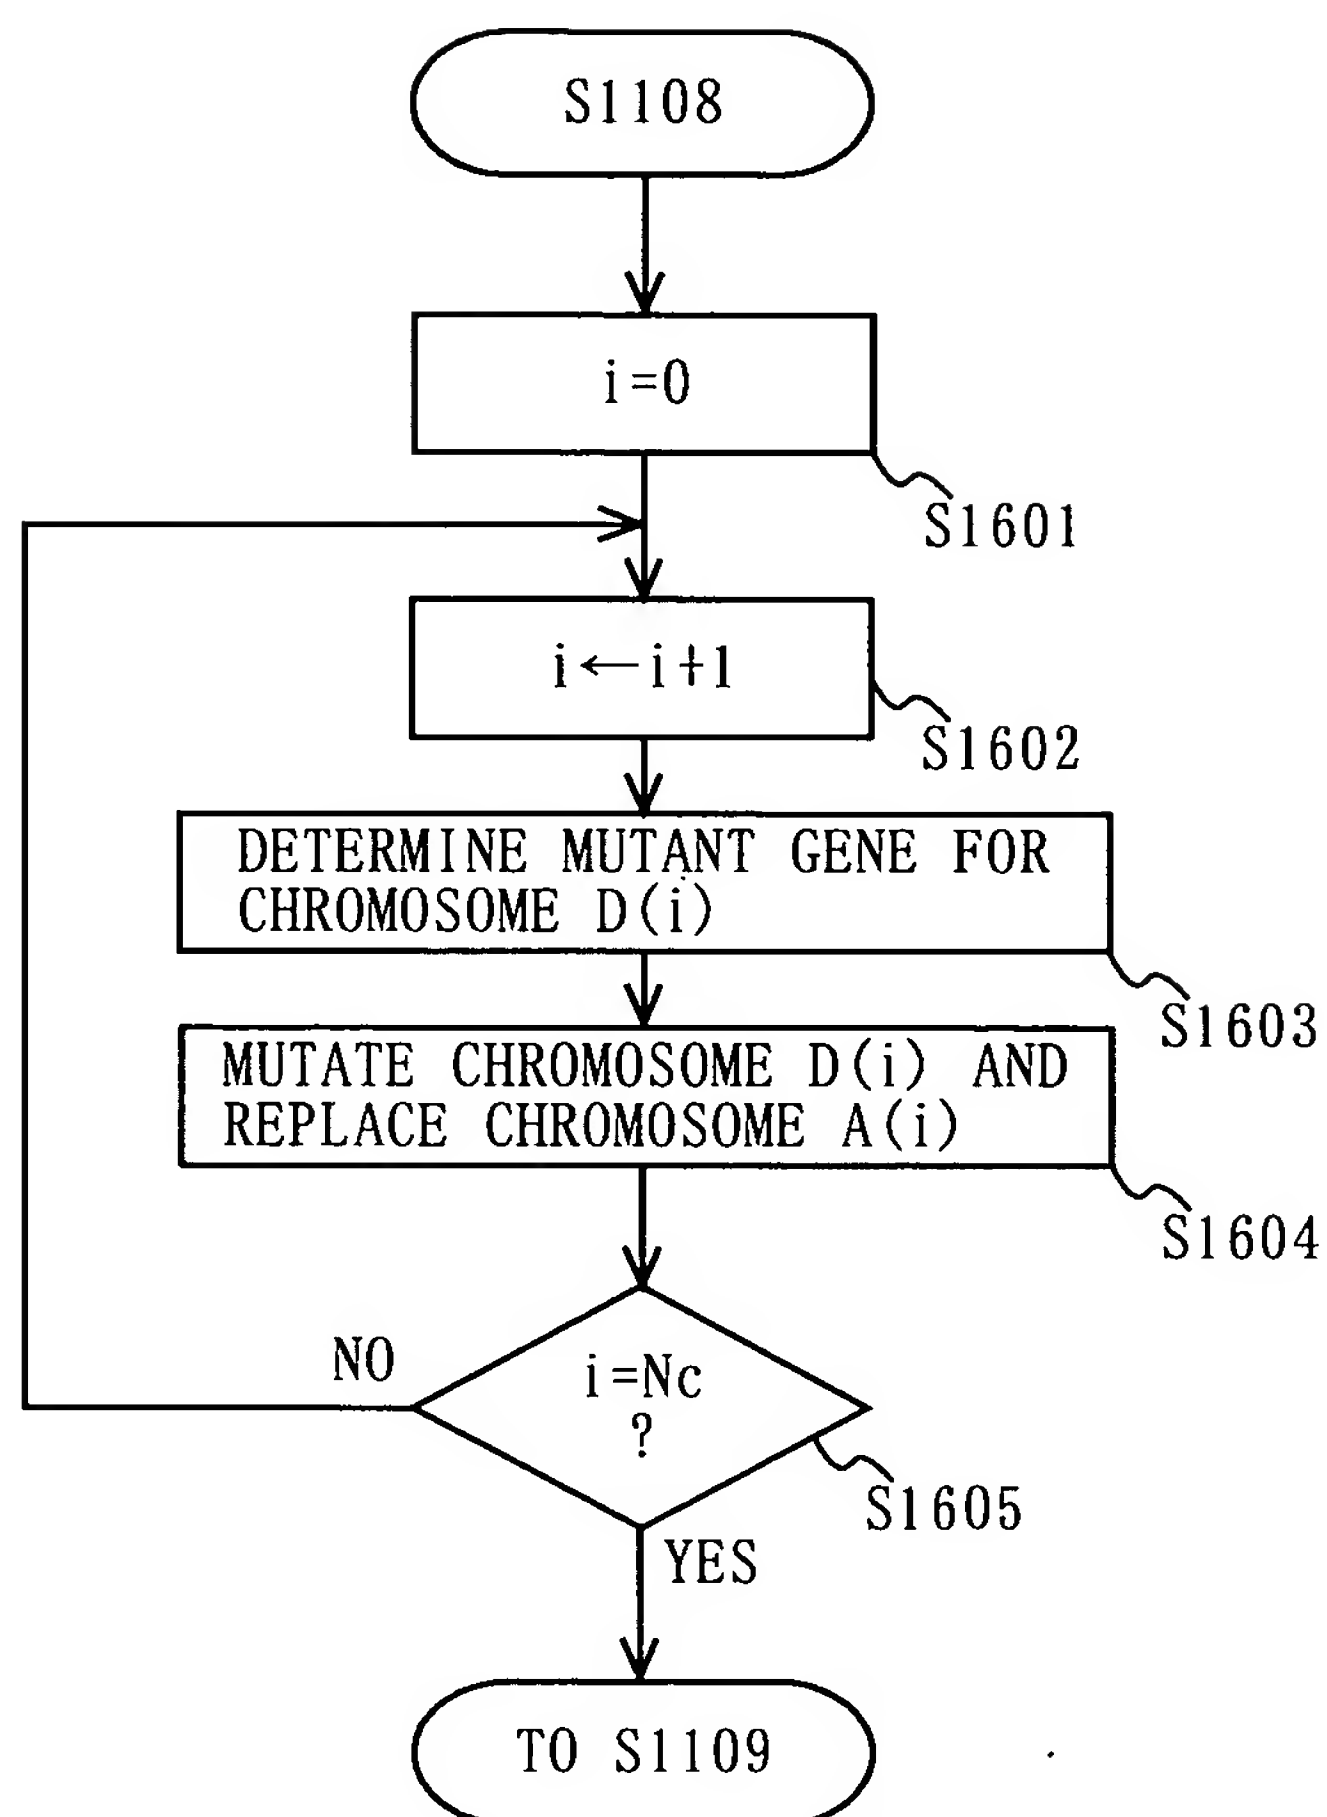 S1108
i=0
S1601
i←i+1
S1602
DETERMINE MUTANT GENE FOR
CHROMOSOME D(i)
S1603
MUTATE CHROMOSOME D(i) AND
REPLACE CHROMOSOME A(i)
S1604
NO
i=Nc
?
S1605
YES
TO S1109